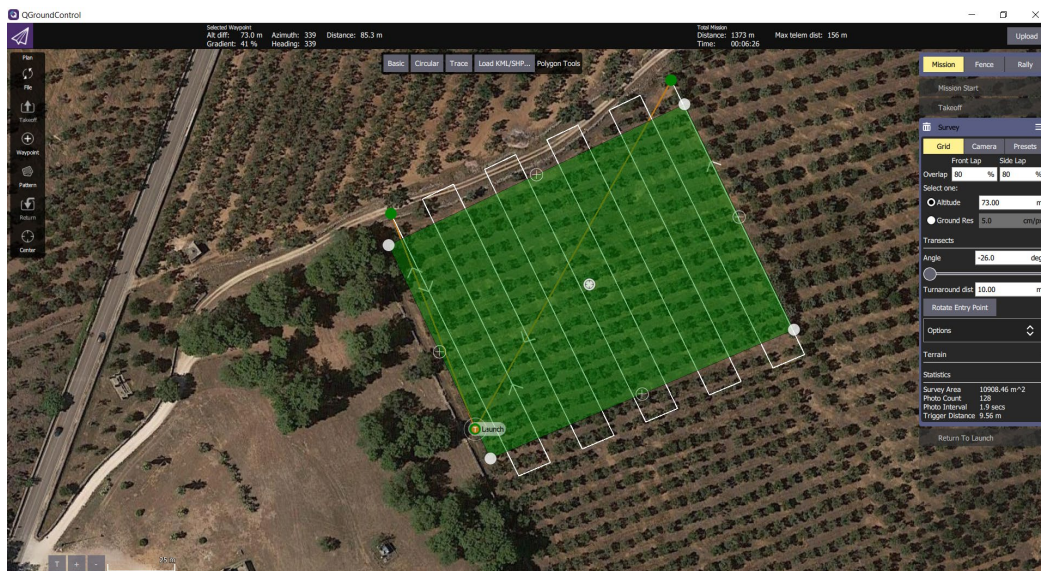 QGroundControl
Selected Waypoint
Alt diff: 73.0 m Azimuth: 339 Distance: 85.3 m
Gradient: 41 % Heading: 339
Total Mission
Distance: 1373 m Max telem dist: 156 m
Time: 00:06:26
Upload
Plan
File
Takeoff
Waypoint
Pattern
Return
Center
Basic Circular Trace Load KML/SHP... Polygon Tools
Mission Fence Rally
Mission Start
Takeoff
Survey
Grid Camera Presets
Front Lap Side Lap
Overlap 80 % 80 %
Select one:
Altitude 73.00 m
Ground Res 5.0 cm/px
Transects
Angle -26.0 deg
Turnaround dist 10.00 m
Rotate Entry Point
Options
Terrain
Statistics
Survey Area 10908.46 m^2
Photo Count 128
Photo Interval 1.9 secs
Trigger Distance 9.56 m
Return To Launch
T Launch
T + - 25 m